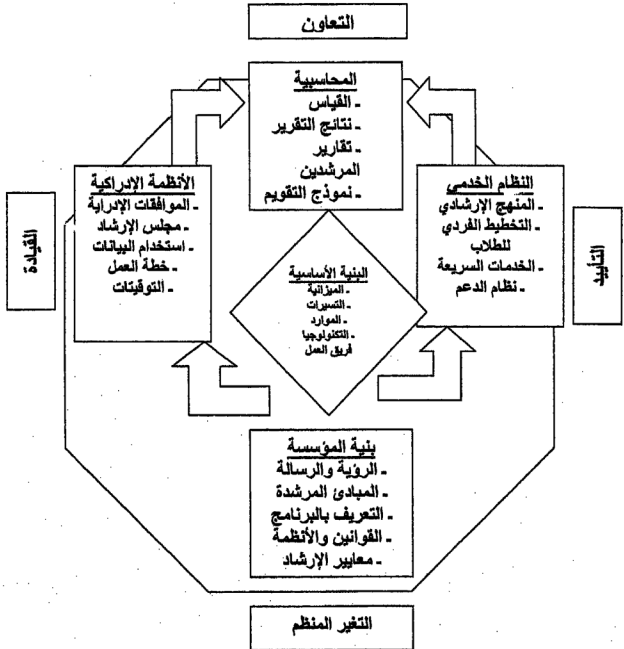 التعاون
المحاسبية
- القياس
- نتائج التقرير
- تقارير
المرشدين
- نموذج التقويم
النظام الخدمي
- المنهج الإرشادي
- التخطيط الفردي
للطلاب
- الخدمات السريعة
- نظام الدعم
الأنظمة الإدراكية
- الموافقات الإدراية
- مجلس الإرشاد
- استخدام البيانات
- خطة العمل
- التوقيتات
التأييد
القيادة
البنية الأساسية
- الميزانية
- التسيرات
- الموارد
- التكنولوجيا
فريق العمل
بنية المؤسسة
- الرؤية والرسالة
- المبادئ المرشدة
- التعريف بالبرنامج
- القوانين والأنظمة
- معايير الإرشاد
التغير المنظم